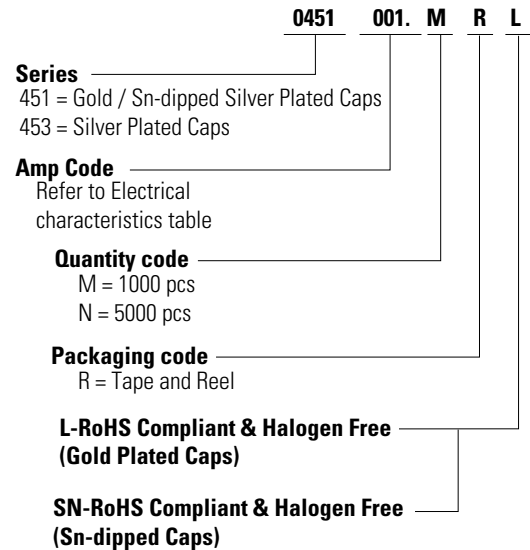 0451 001. M R L
Series
451 = Gold / Sn-dipped Silver Plated Caps
453 = Silver Plated Caps
Amp Code
Refer to Electrical
characteristics table
Quantity code
M = 1000 pcs
N = 5000 pcs
Packaging code
R = Tape and Reel
L-RoHS Compliant & Halogen Free
(Gold Plated Caps)
SN-RoHS Compliant & Halogen Free
(Sn-dipped Caps)